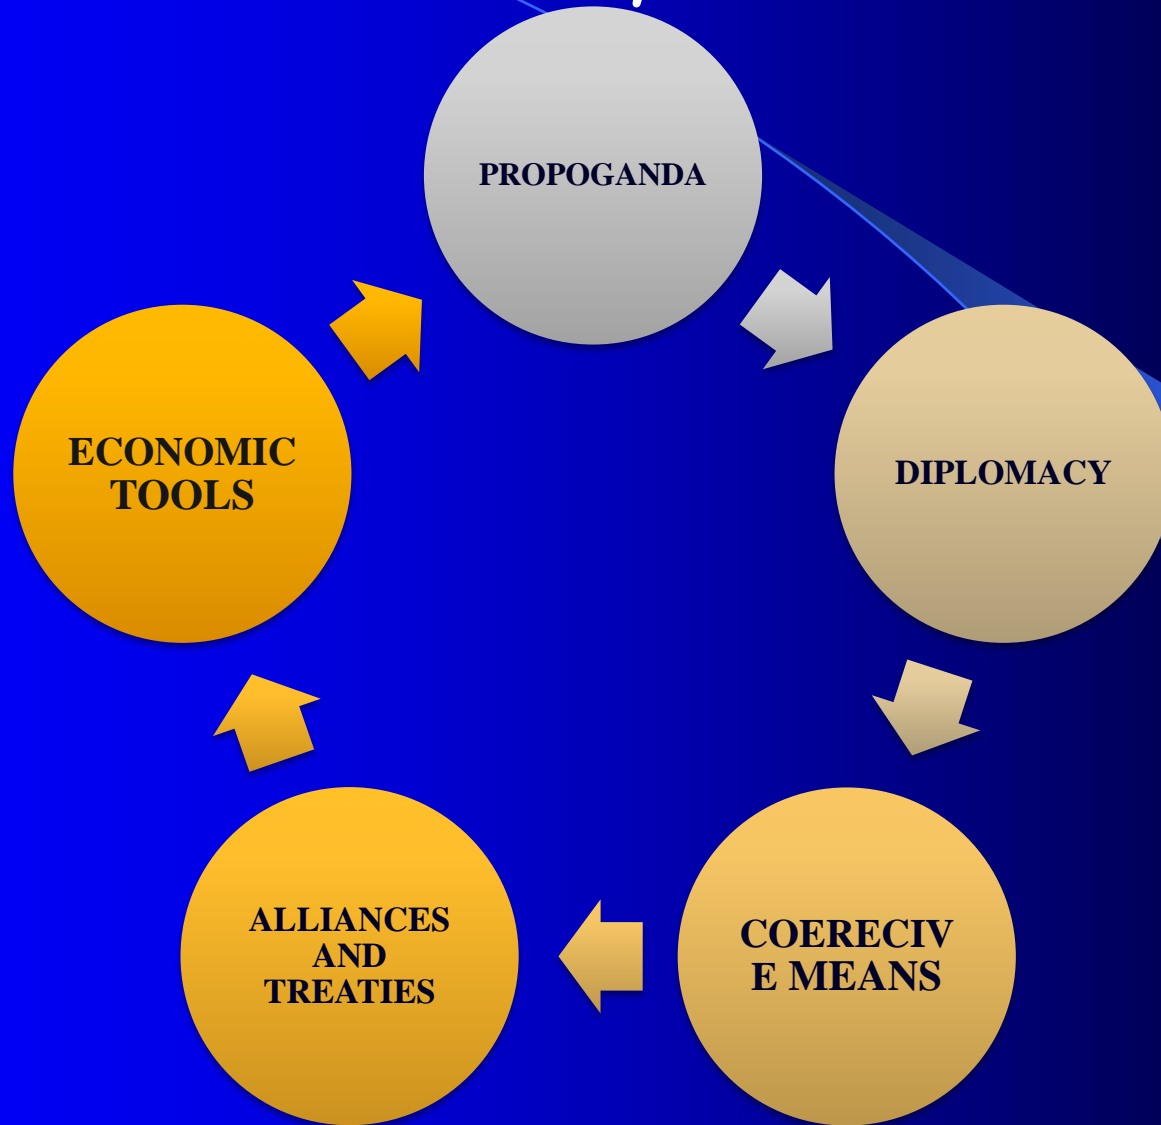 PROPOGANDA
DIPLOMACY
COERECIV
E MEANS
ALLIANCES
AND
TREATIES
ECONOMIC
TOOLS